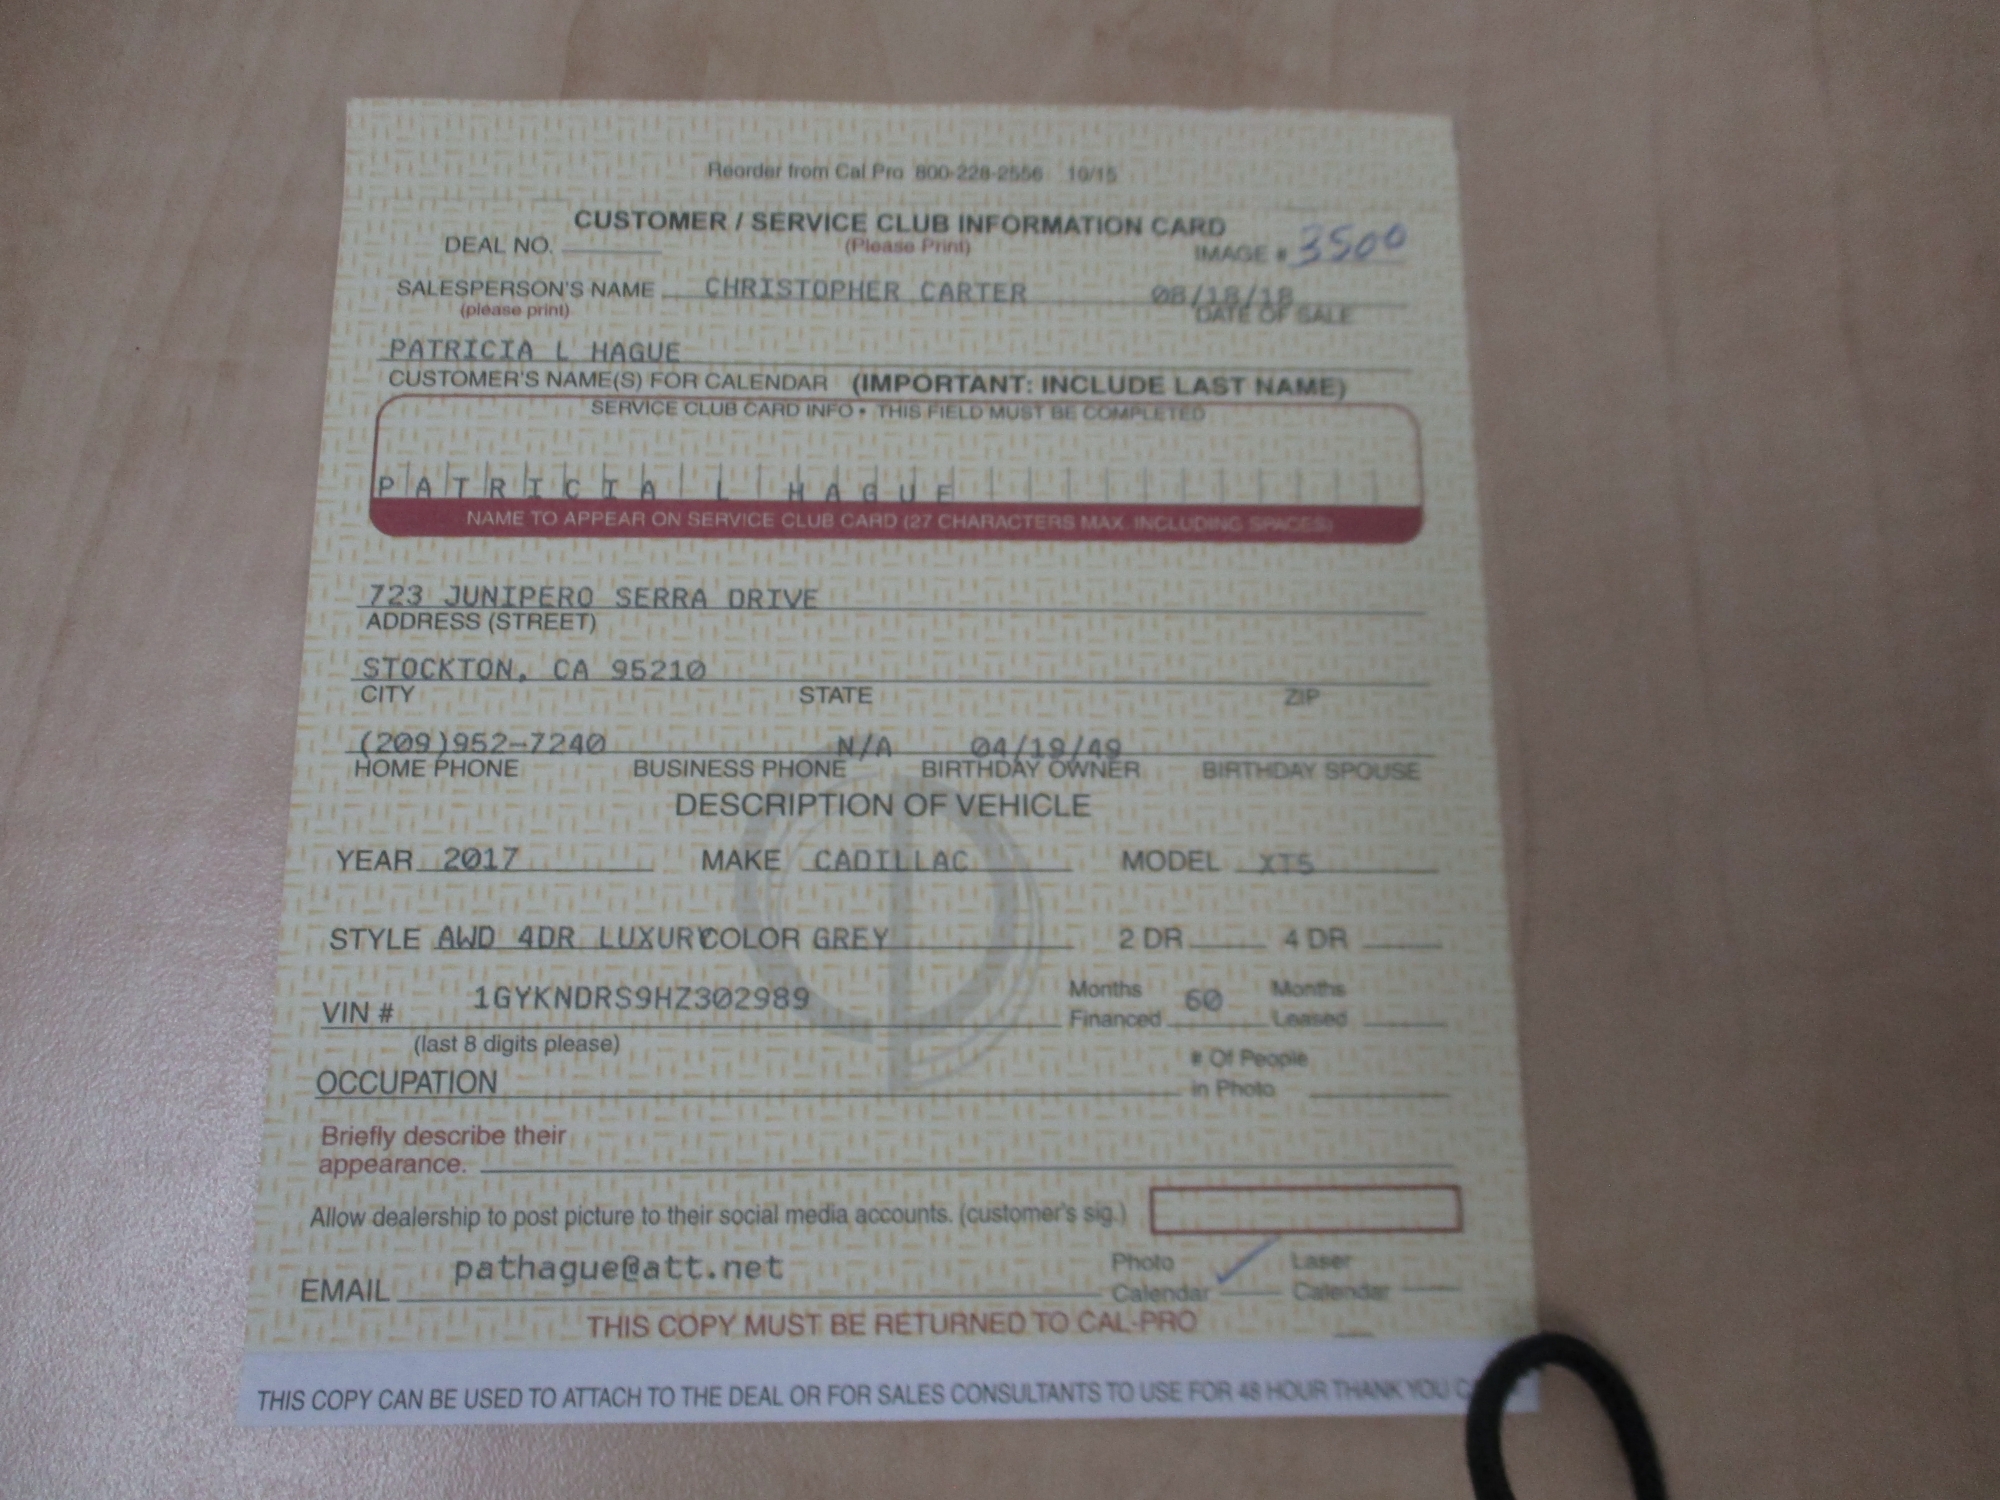 Reorder from Cal Pro 800-228-2556 10/15
CUSTOMER / SERVICE CLUB INFORMATION CARD
DEAL NO. (Please Print) IMAGE # 3500
SALESPERSON'S NAME CHRISTOPHER CARTER 08/18/18
(please print) DATE OF SALE
PATRICIA L HAGUE
CUSTOMER'S NAME(S) FOR CALENDAR (IMPORTANT: INCLUDE LAST NAME)
SERVICE CLUB CARD INFO • THIS FIELD MUST BE COMPLETED
PATRICIA L HAGUE
NAME TO APPEAR ON SERVICE CLUB CARD (27 CHARACTERS MAX. INCLUDING SPACES)
723 JUNIPERO SERRA DRIVE
ADDRESS (STREET)
STOCKTON, CA 95210
CITY STATE ZIP
(209)952-7240 N/A 04/19/49
HOME PHONE BUSINESS PHONE BIRTHDAY OWNER BIRTHDAY SPOUSE
DESCRIPTION OF VEHICLE
YEAR 2017 MAKE CADILLAC MODEL XT5
STYLE AWD 4DR LUXURY COLOR GREY 2 DR 4 DR
VIN # 1GYKNDRS9HZ302989 Months Financed 60 Months Leased
(last 8 digits please)
OCCUPATION # Of People in Photo
Briefly describe their
appearance.
Allow dealership to post picture to their social media accounts. (customer's sig.)
EMAIL pathague@att.net Photo Calendar Laser Calendar
THIS COPY MUST BE RETURNED TO CAL-PRO
THIS COPY CAN BE USED TO ATTACH TO THE DEAL OR FOR SALES CONSULTANTS TO USE FOR 48 HOUR THANK YOU